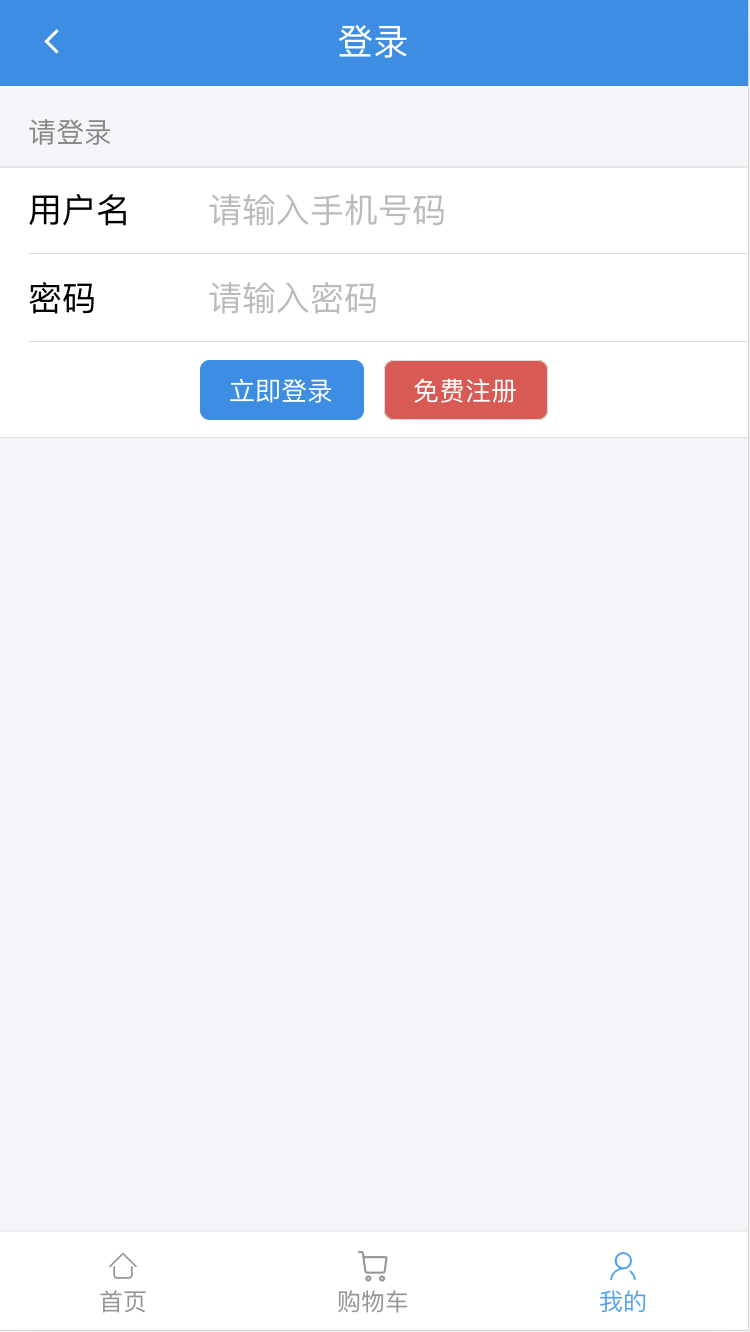 登录
请登录
用户名 请输入手机号码
密码 请输入密码
立即登录 免费注册
首页 购物车 我的